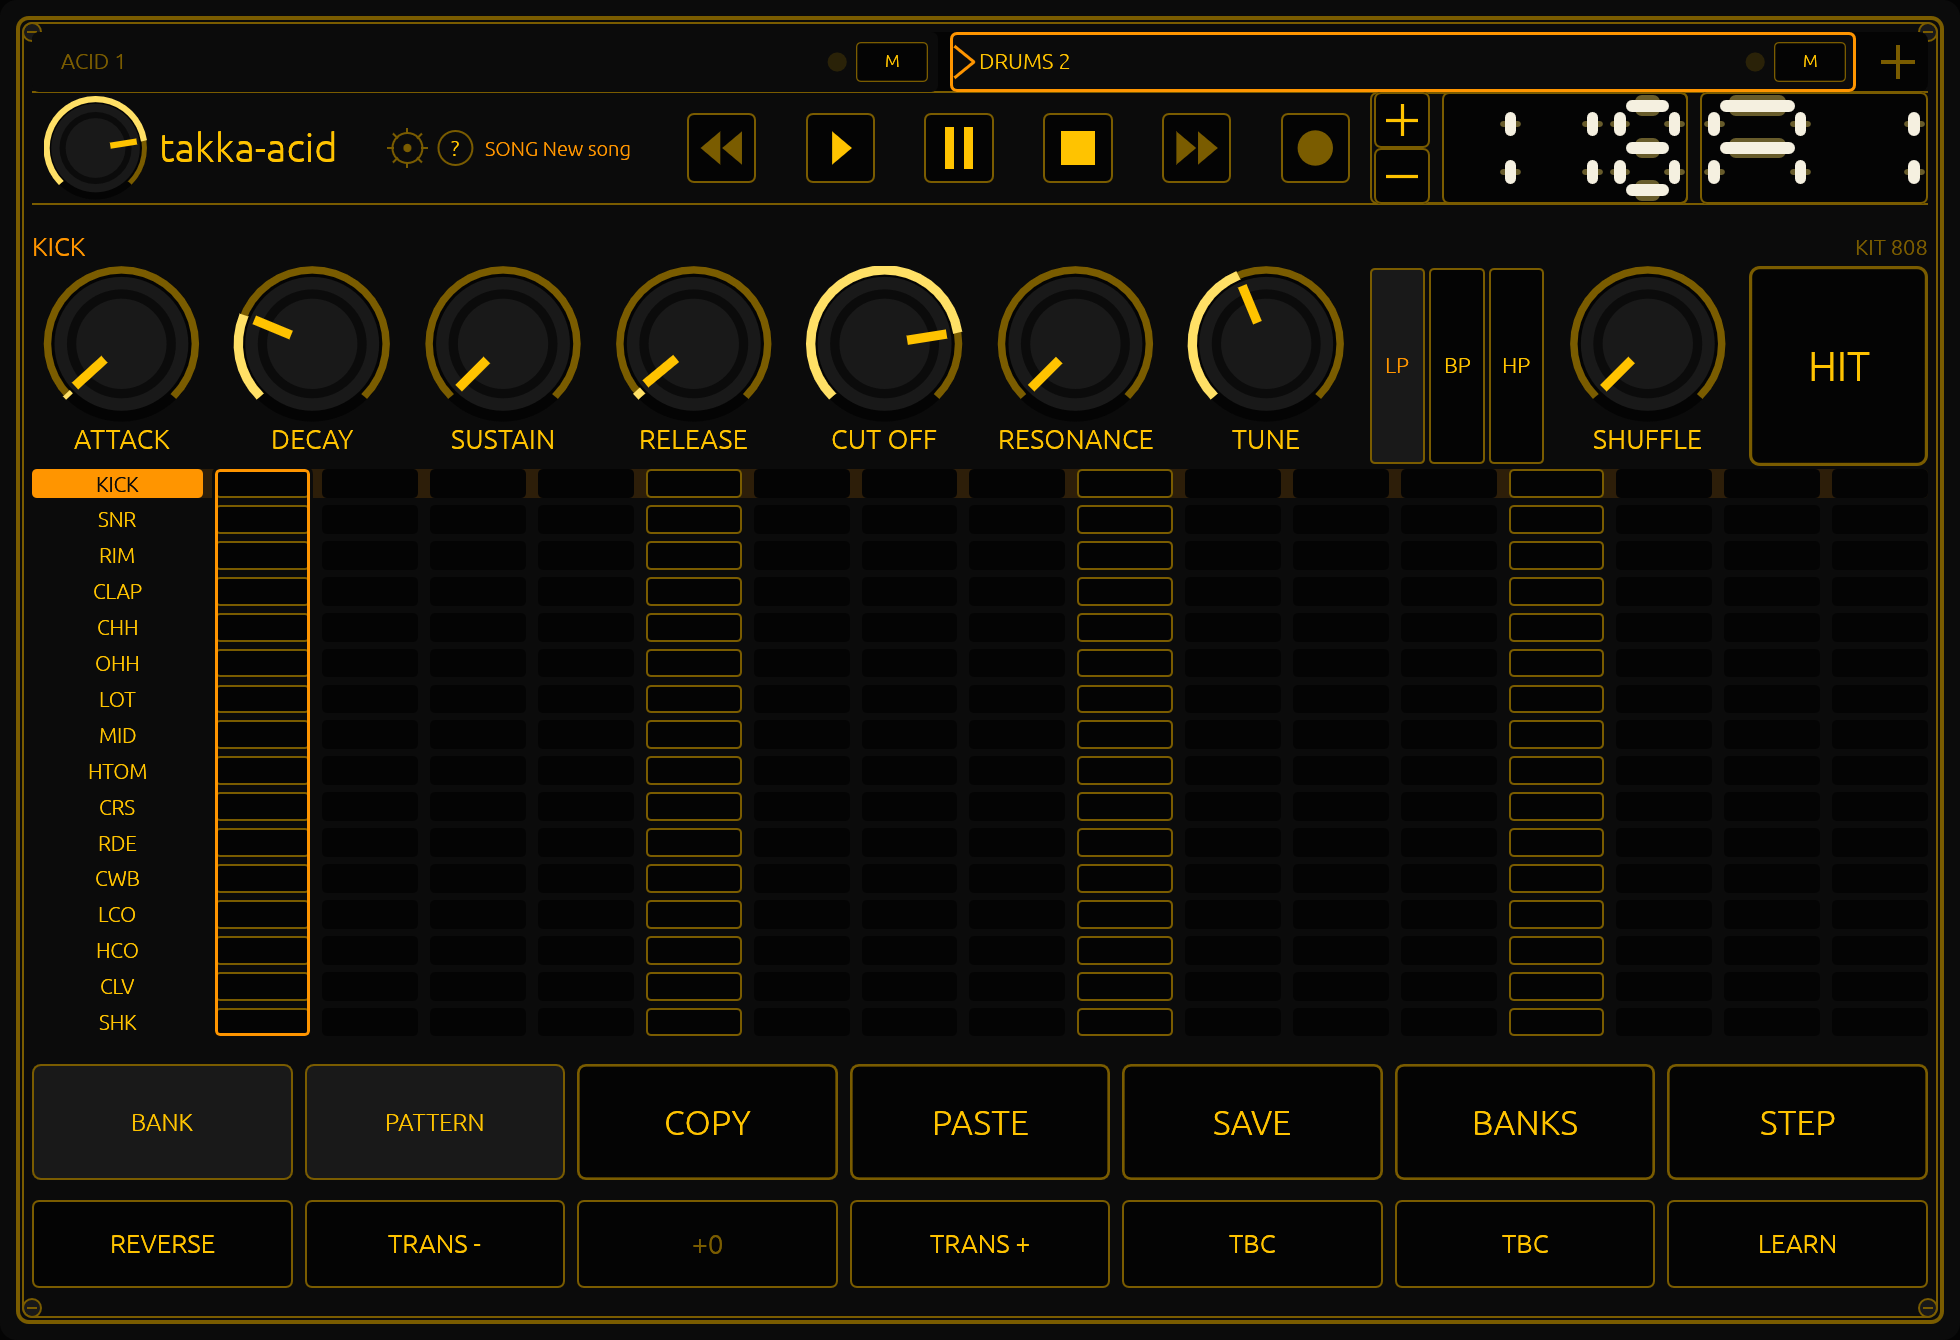 ACID 1 M DRUMS 2 M
takka-acid ? SONG New song
KICK KIT 808
LP BP HP HIT
ATTACK DECAY SUSTAIN RELEASE CUT OFF RESONANCE TUNE SHUFFLE
KICK
SNR
RIM
CLAP
CHH
OHH
LOT
MID
HTOM
CRS
RDE
CWB
LCO
HCO
CLV
SHK
BANK PATTERN COPY PASTE SAVE BANKS STEP
REVERSE TRANS - +0 TRANS + TBC TBC LEARN